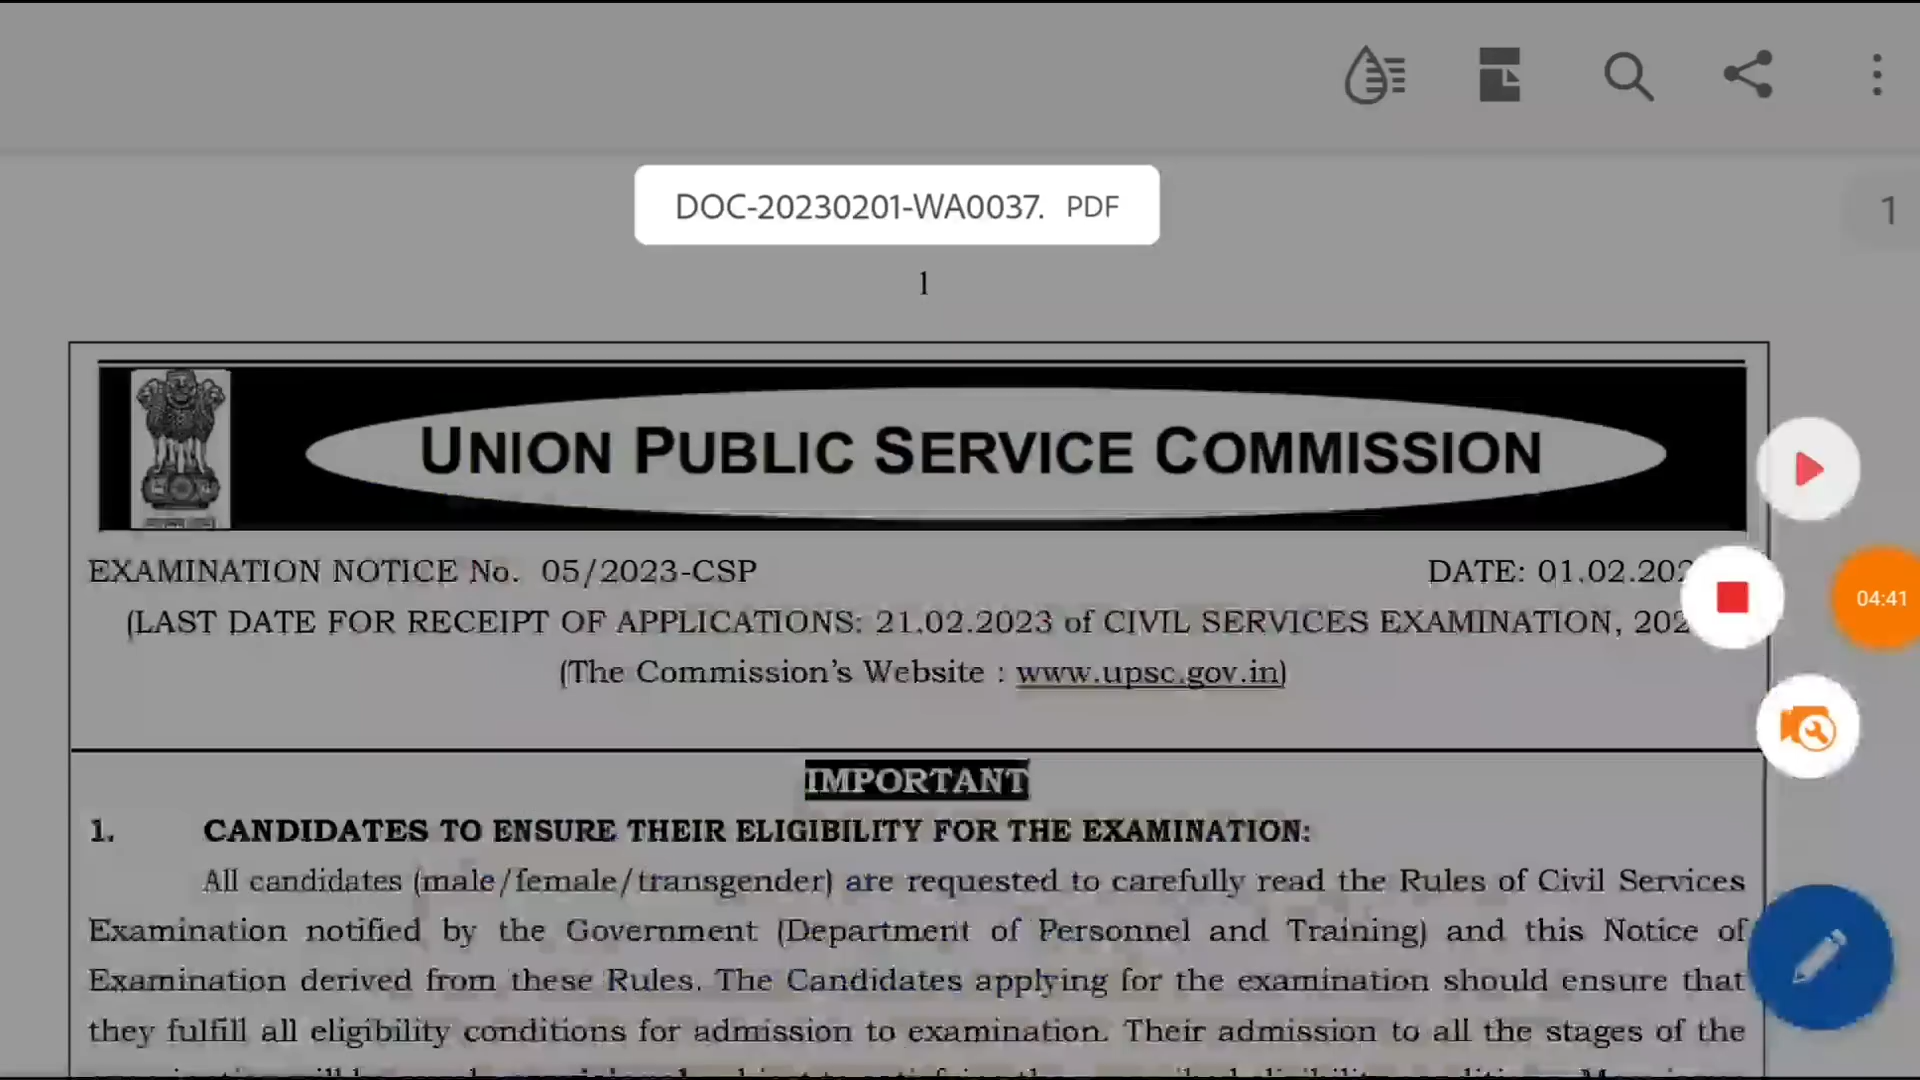 DOC-20230201-WA0037. PDF
1
1
UNION PUBLIC SERVICE COMMISSION
EXAMINATION NOTICE No. 05/2023-CSP
DATE: 01.02.202
(LAST DATE FOR RECEIPT OF APPLICATIONS: 21.02.2023 of CIVIL SERVICES EXAMINATION, 202
04:41
(The Commission's Website : www.upsc.gov.in)
IMPORTANT
1. CANDIDATES TO ENSURE THEIR ELIGIBILITY FOR THE EXAMINATION:
All candidates (male/female/transgender) are requested to carefully read the Rules of Civil Services
Examination notified by the Government (Department of Personnel and Training) and this Notice of
Examination derived from these Rules. The Candidates applying for the examination should ensure that
they fulfill all eligibility conditions for admission to examination. Their admission to all the stages of the